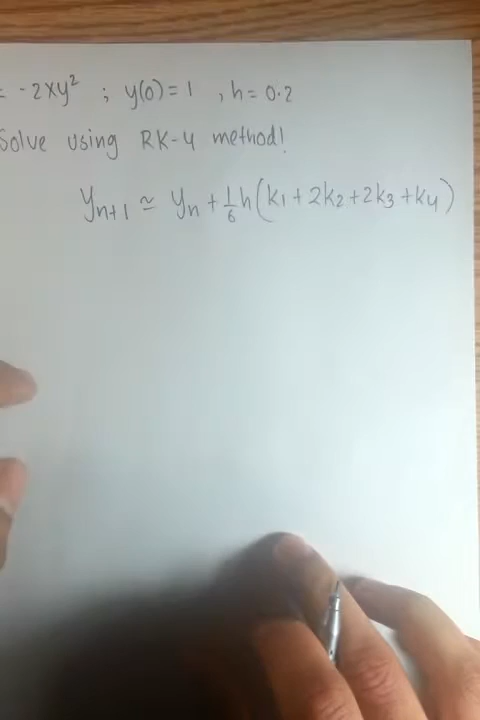 = -2xy² ; y(0) = 1 , h = 0.2
Solve using RK-4 method!
yₙ₊₁ ≃ yₙ + 1/6 h (k₁ + 2k₂ + 2k₃ + k₄)